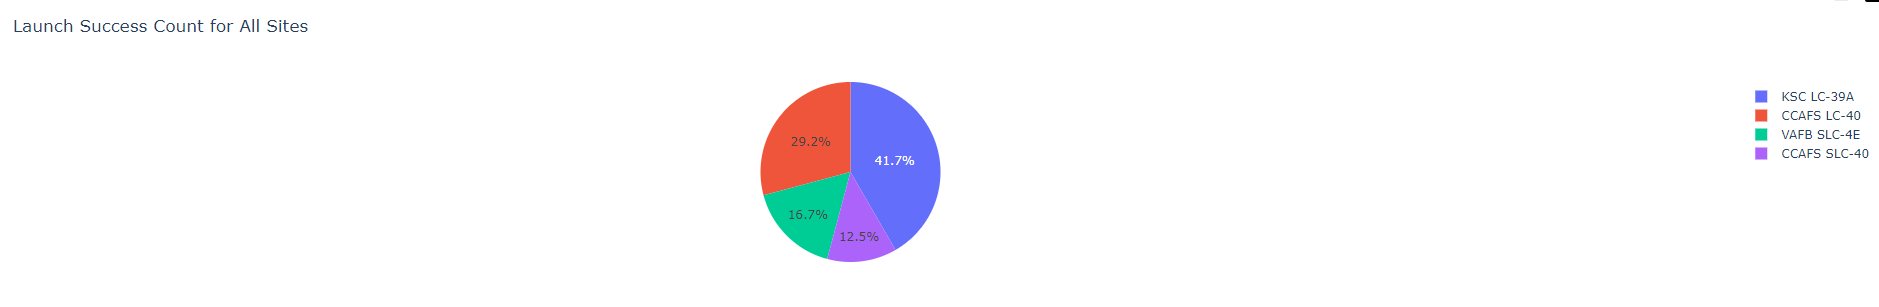 Launch Success Count for All Sites
KSC LC-39A
CCAFS LC-40
VAFB SLC-4E
CCAFS SLC-40
29.2%
41.7%
16.7%
12.5%